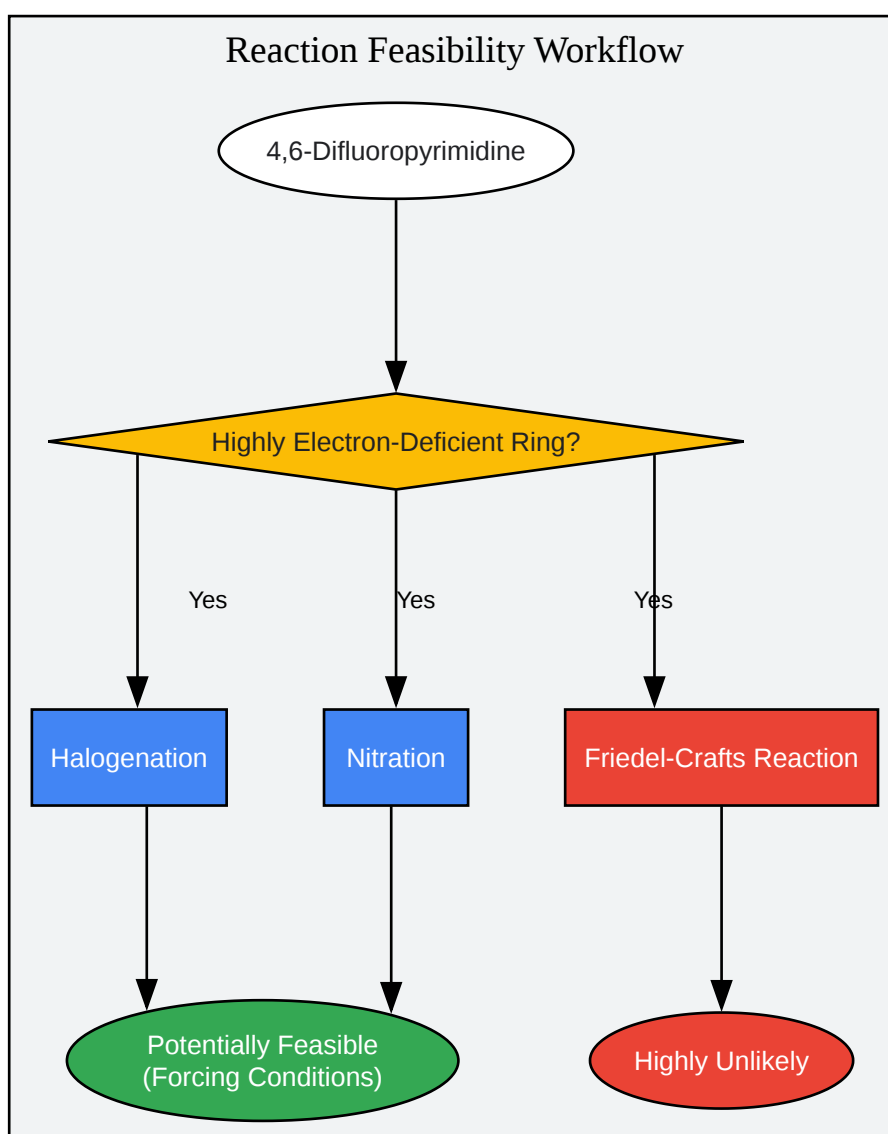 Reaction Feasibility Workflow
4,6-Difluoropyrimidine
Highly Electron-Deficient Ring?
Yes
Yes
Yes
Halogenation
Nitration
Friedel-Crafts Reaction
Potentially Feasible
(Forcing Conditions)
Highly Unlikely